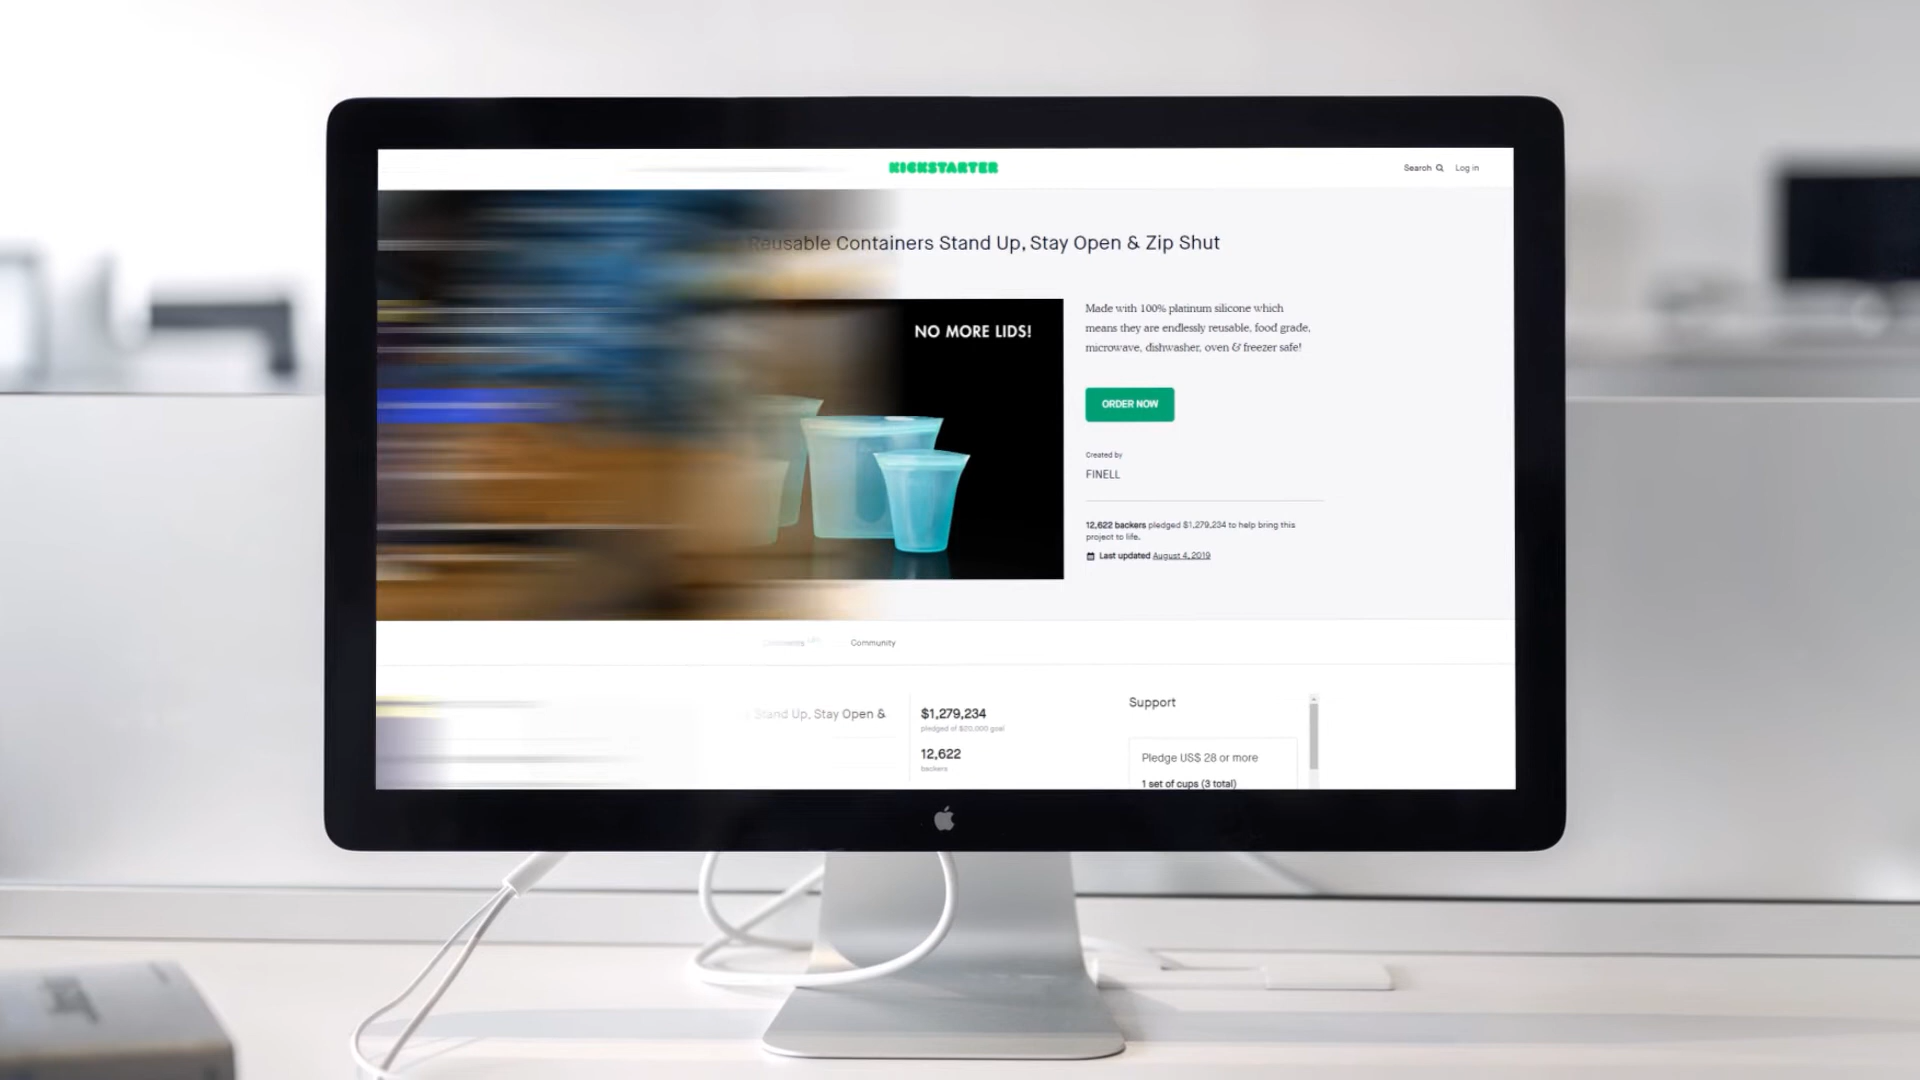 KICKSTARTER
Search
Log in
Reusable Containers Stand Up, Stay Open & Zip Shut
NO MORE LIDS!
Made with 100% platinum silicone which
means they are endlessly reusable, food grade,
microwave, dishwasher, oven & freezer safe!
ORDER NOW
Created by
FINELL
12,622 backers pledged $1,279,234 to help bring this
project to life.
Last updated August 4, 2019
Comments
Community
Stand Up, Stay Open &
$1,279,234
pledged of $20,000 goal
12,622
backers
Support
Pledge US$ 28 or more
1 set of cups (3 total)